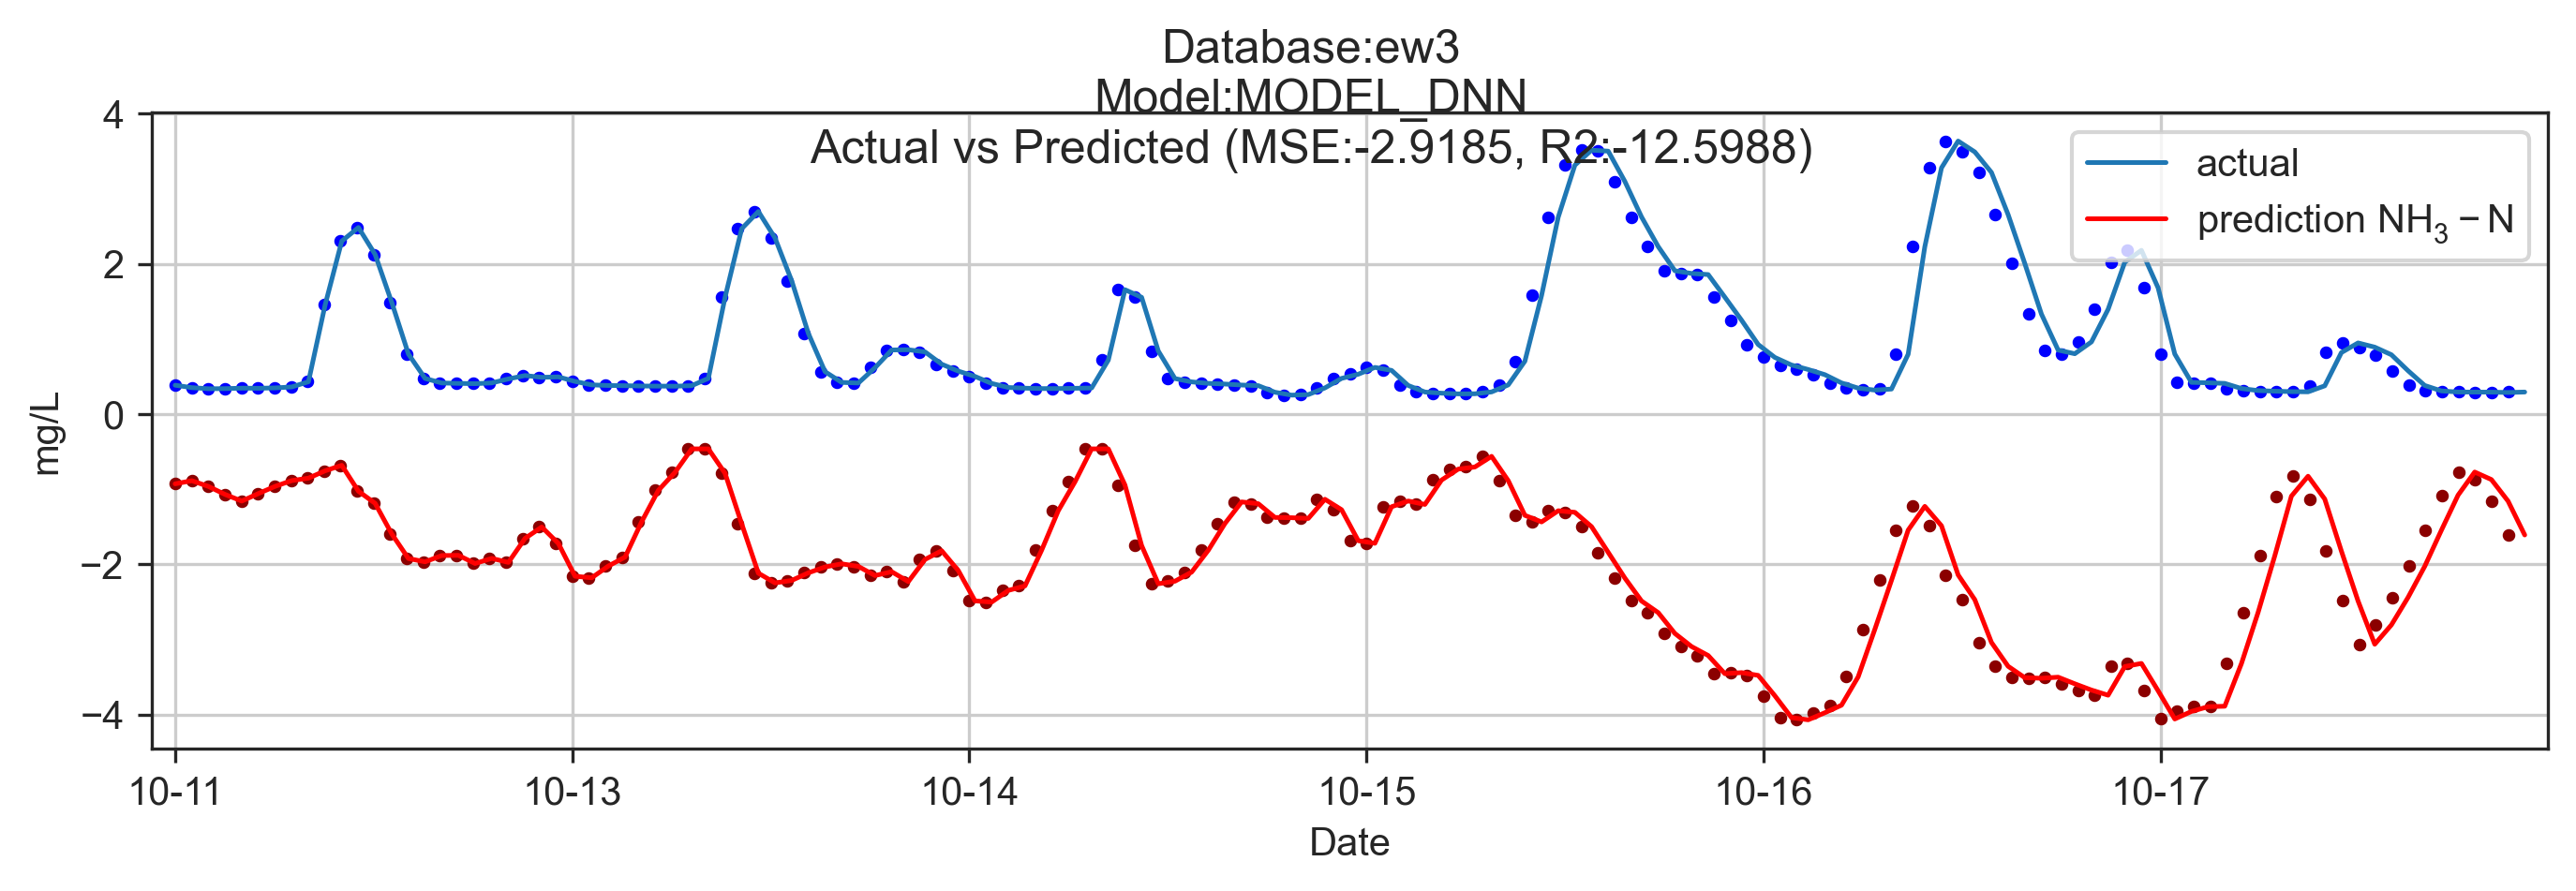 Database:ew3
Model:MODEL_DNN
Actual vs Predicted (MSE:-2.9185, R2:-12.5988)
actual
prediction NH₃ − N
4
2
0
−2
−4
mg/L
10-11 10-13 10-14 10-15 10-16 10-17
Date